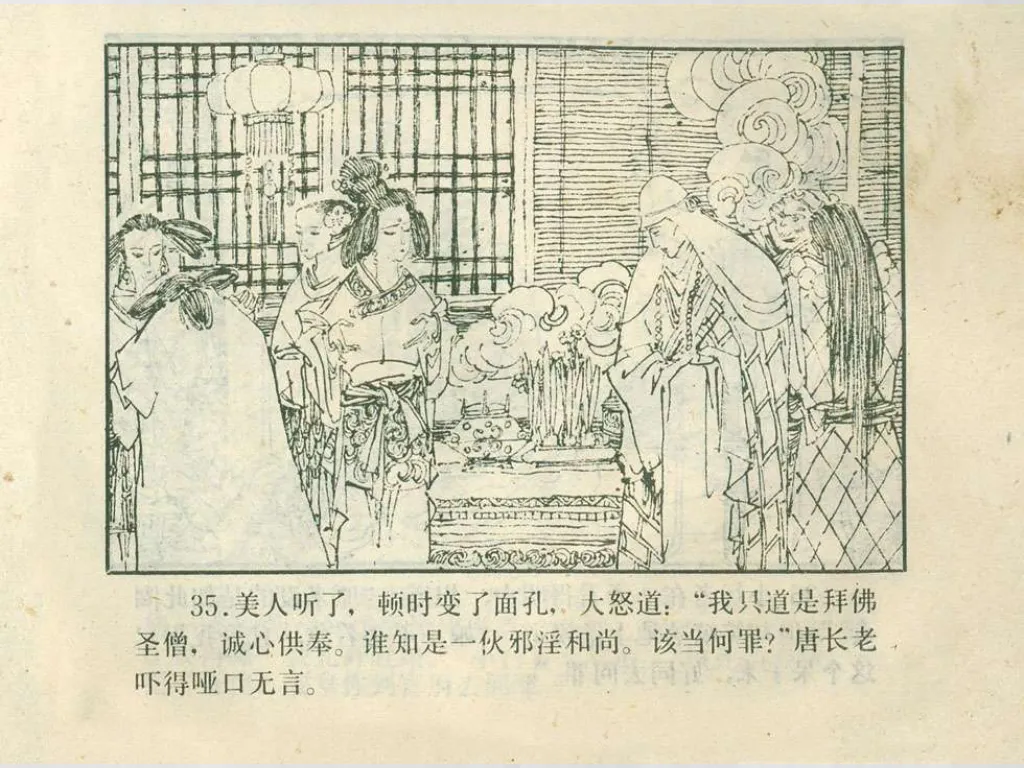 35.美人听了，顿时变了面孔，大怒道：“我只道是拜佛
圣僧，诚心供奉。谁知是一伙邪淫和尚。该当何罪？”唐长老
吓得哑口无言。